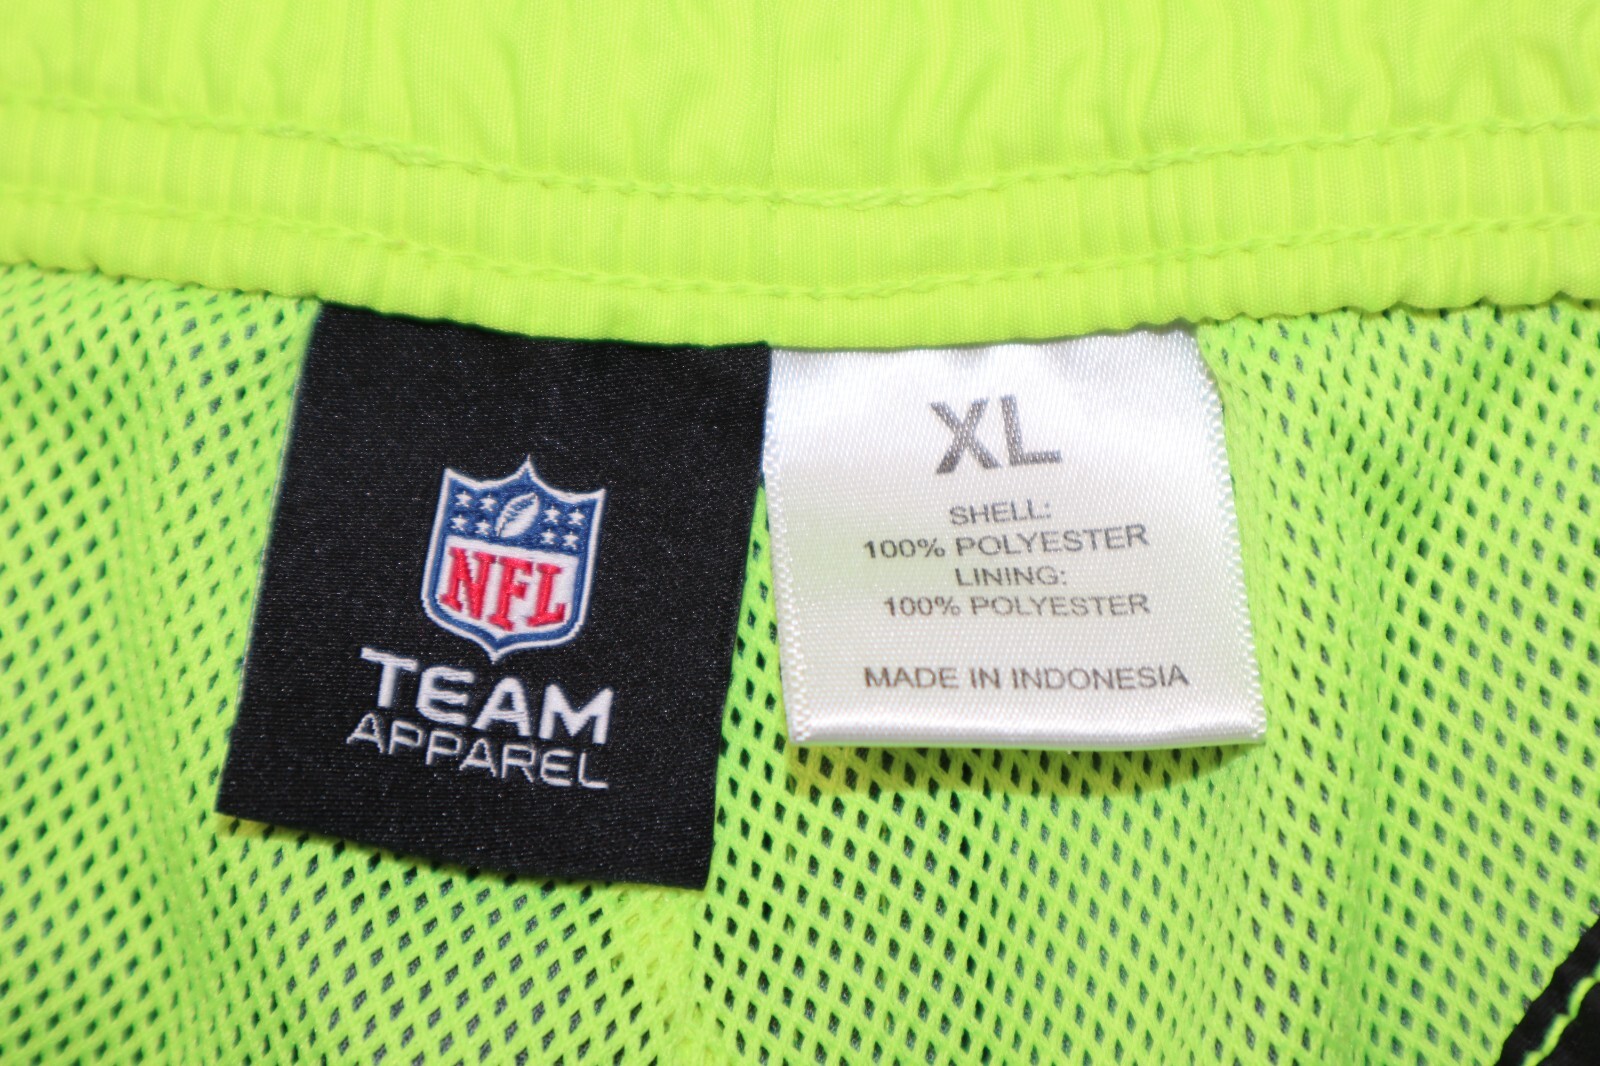 NFL
TEAM
APPAREL
XL
SHELL:
100% POLYESTER
LINING:
100% POLYESTER
MADE IN INDONESIA